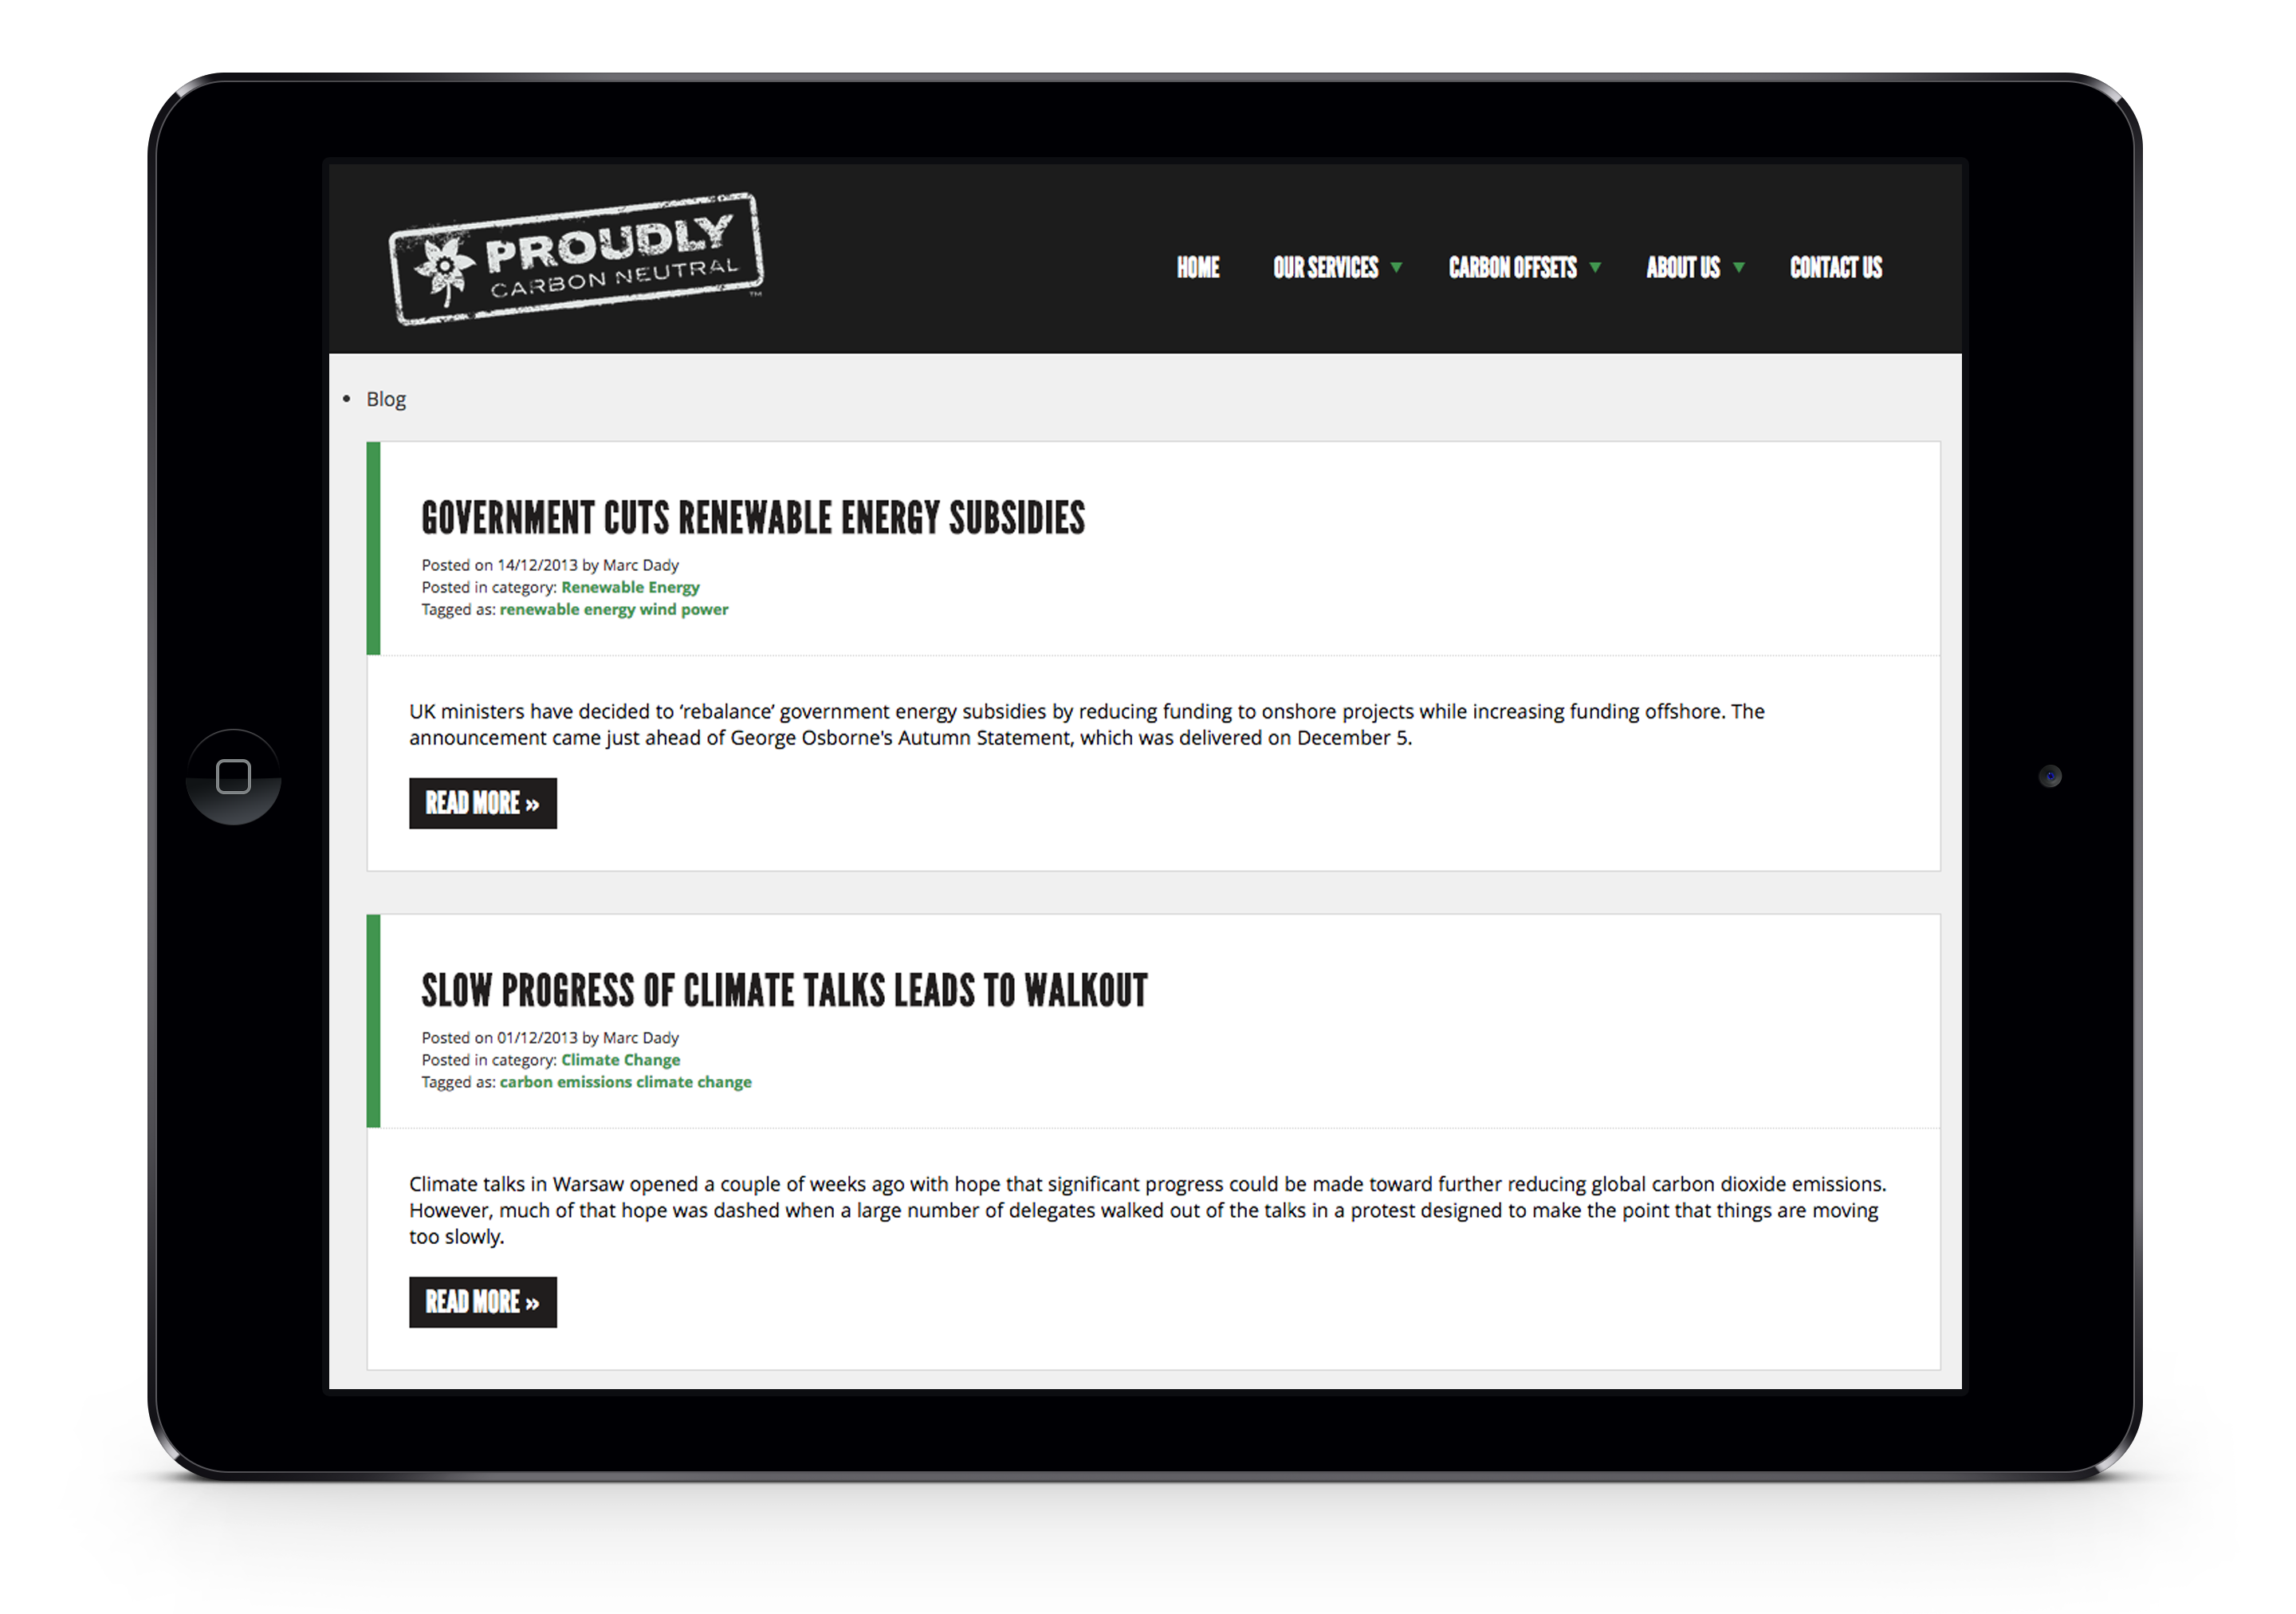 PROUDLY
CARBON NEUTRAL
™
HOME OUR SERVICES ▼ CARBON OFFSETS ▼ ABOUT US ▼ CONTACT US
• Blog
GOVERNMENT CUTS RENEWABLE ENERGY SUBSIDIES
Posted on 14/12/2013 by Marc Dady
Posted in category: Renewable Energy
Tagged as: renewable energy wind power
UK ministers have decided to ‘rebalance’ government energy subsidies by reducing funding to onshore projects while increasing funding offshore. The
announcement came just ahead of George Osborne's Autumn Statement, which was delivered on December 5.
READ MORE »
SLOW PROGRESS OF CLIMATE TALKS LEADS TO WALKOUT
Posted on 01/12/2013 by Marc Dady
Posted in category: Climate Change
Tagged as: carbon emissions climate change
Climate talks in Warsaw opened a couple of weeks ago with hope that significant progress could be made toward further reducing global carbon dioxide emissions.
However, much of that hope was dashed when a large number of delegates walked out of the talks in a protest designed to make the point that things are moving
too slowly.
READ MORE »